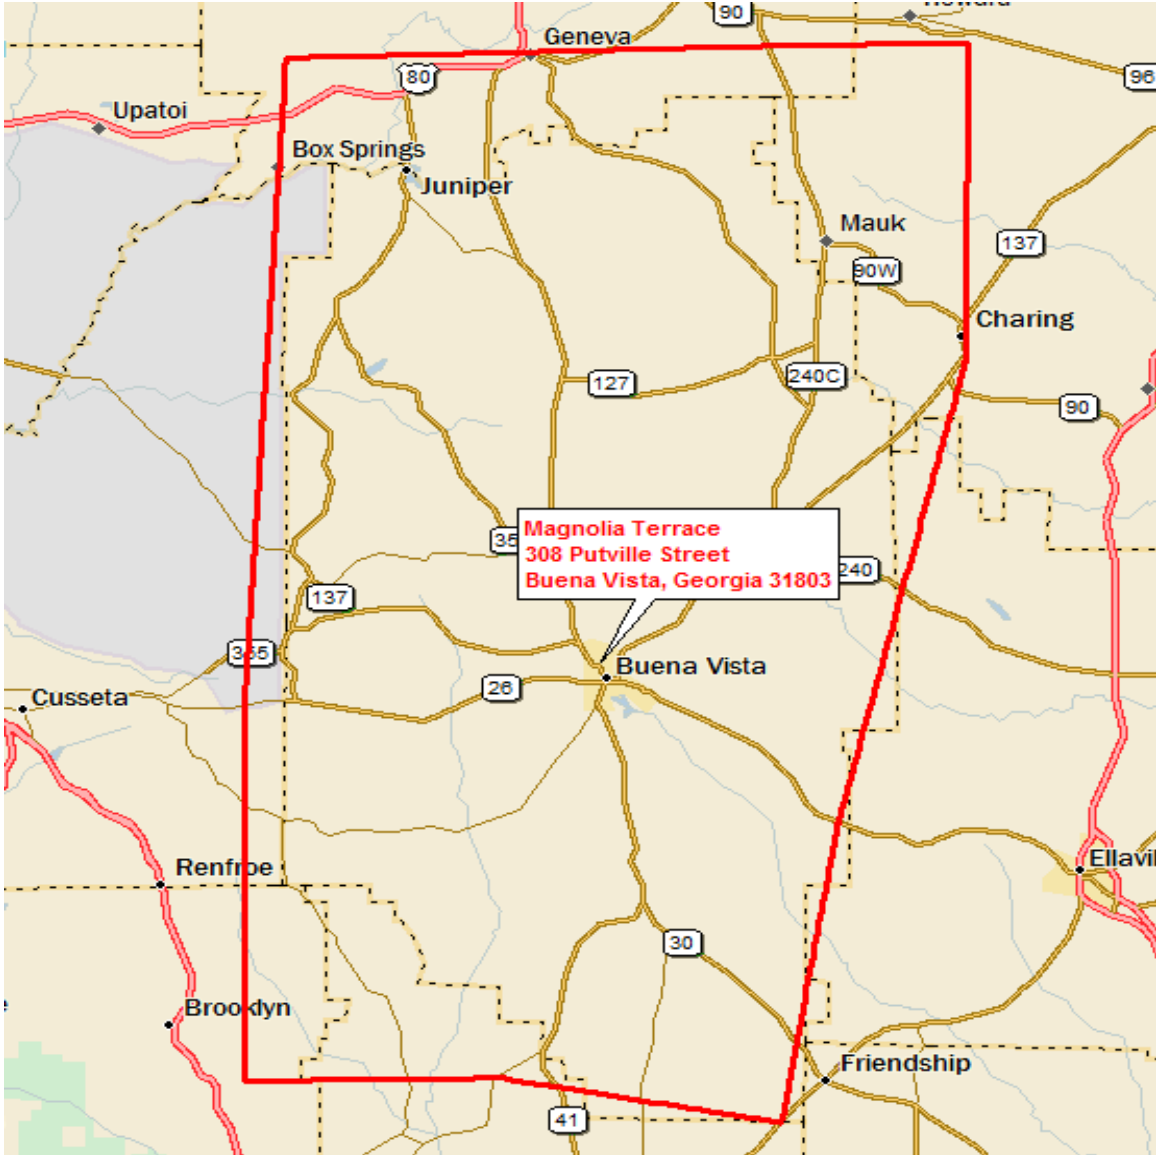 90
Geneva
80
96
Upatoi
Box Springs
Juniper
Mauk
137
90W
Charing
127
240C
90
35
Magnolia Terrace
308 Putville Street
Buena Vista, Georgia 31803
240
137
355
Buena Vista
26
Cusseta
Renfroe
Ellavil
30
Brooklyn
Friendship
41